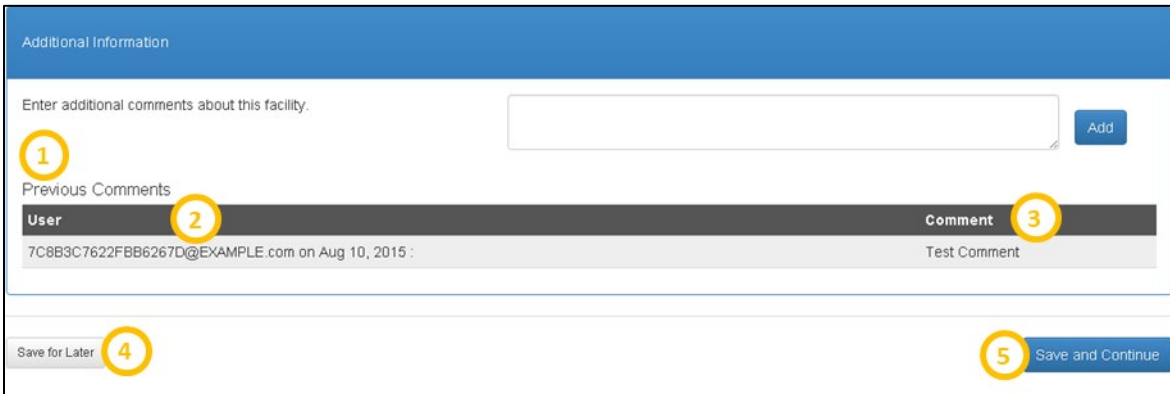 Additional Information
Enter additional comments about this facility.
Add
1
Previous Comments
User 2 Comment 3
7C8B3C7622FBB6267D@EXAMPLE.com on Aug 10, 2015 : Test Comment
Save for Later 4 5 Save and Continue